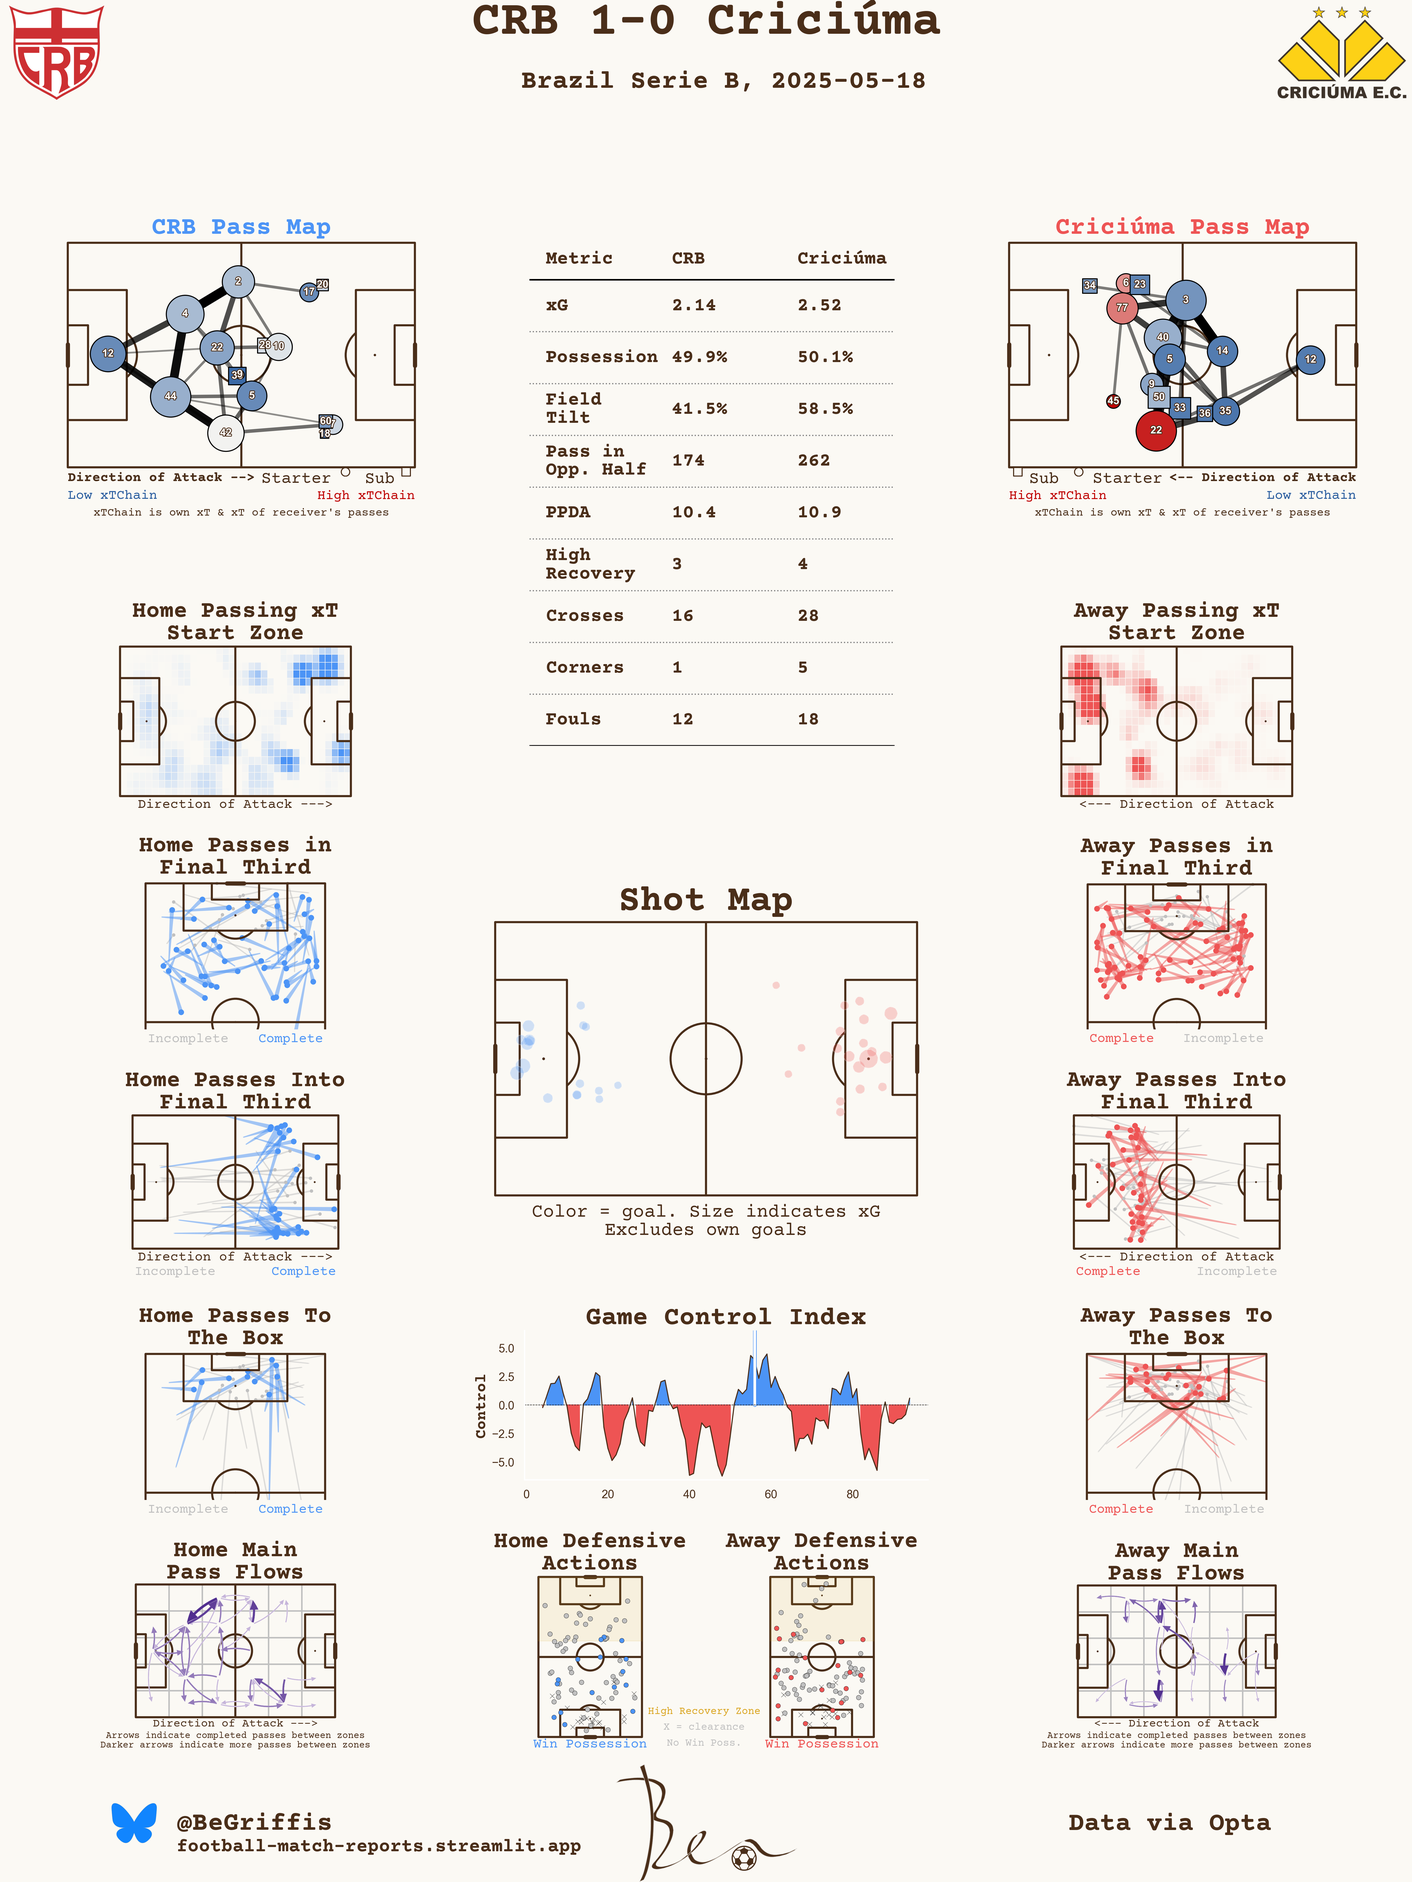 CRB 1-0 Criciúma
Brazil Serie B, 2025-05-18
CRB
CRICIÚMA E.C.
CRB Pass Map
2
17
20
4
12
22
28
10
39
44
5
42
60
18
Direction of Attack --> Starter Sub
Low xTChain High xTChain
xTChain is own xT & xT of receiver's passes
Metric CRB Criciúma
xG 2.14 2.52
Possession 49.9% 50.1%
Field Tilt 41.5% 58.5%
Pass in Opp. Half 174 262
PPDA 10.4 10.9
High Recovery 3 4
Crosses 16 28
Corners 1 5
Fouls 12 18
Criciúma Pass Map
34
6
23
3
77
40
14
5
12
9
50
45
33
36
35
22
Sub Starter <-- Direction of Attack
High xTChain Low xTChain
xTChain is own xT & xT of receiver's passes
Home Passing xT
Start Zone
Direction of Attack --->
Away Passing xT
Start Zone
<--- Direction of Attack
Home Passes in
Final Third
Incomplete Complete
Away Passes in
Final Third
Complete Incomplete
Shot Map
Color = goal. Size indicates xG
Excludes own goals
Home Passes Into
Final Third
Direction of Attack --->
Incomplete Complete
Away Passes Into
Final Third
<--- Direction of Attack
Complete Incomplete
Home Passes To
The Box
Incomplete Complete
Game Control Index
Control
5.0
2.5
0.0
−2.5
−5.0
0 20 40 60 80
Away Passes To
The Box
Complete Incomplete
Home Main
Pass Flows
Direction of Attack --->
Arrows indicate completed passes between zones
Darker arrows indicate more passes between zones
Home Defensive
Actions
Win Possession
Away Defensive
Actions
Win Possession
High Recovery Zone
X = clearance
No Win Poss.
Away Main
Pass Flows
<--- Direction of Attack
Arrows indicate completed passes between zones
Darker arrows indicate more passes between zones
@BeGriffis
football-match-reports.streamlit.app
Ben
Data via Opta